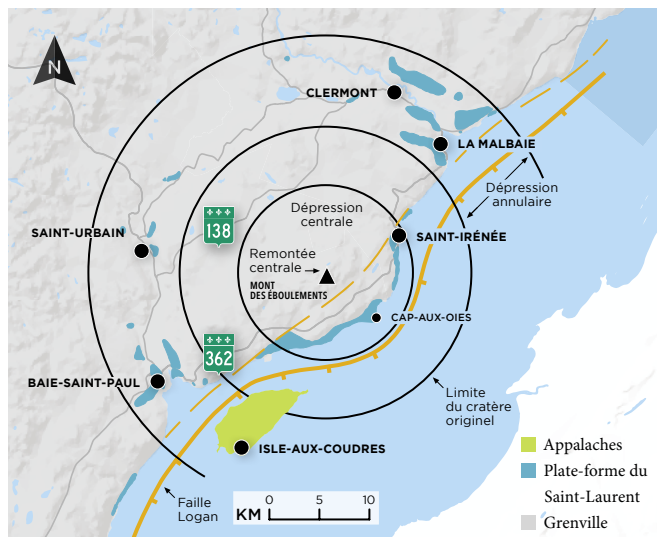 N
CLERMONT
LA MALBAIE
Dépression
annulaire
Dépression
centrale
138
SAINT-URBAIN
SAINT-IRÉNÉE
Remontée
centrale
MONT
DES ÉBOULEMENTS
CAP-AUX-OIES
362
BAIE-SAINT-PAUL
Limite
du cratère
originel
ISLE-AUX-COUDRES
Appalaches
Plate-forme du
Saint-Laurent
Grenville
Faille
Logan
KM 0 5 10